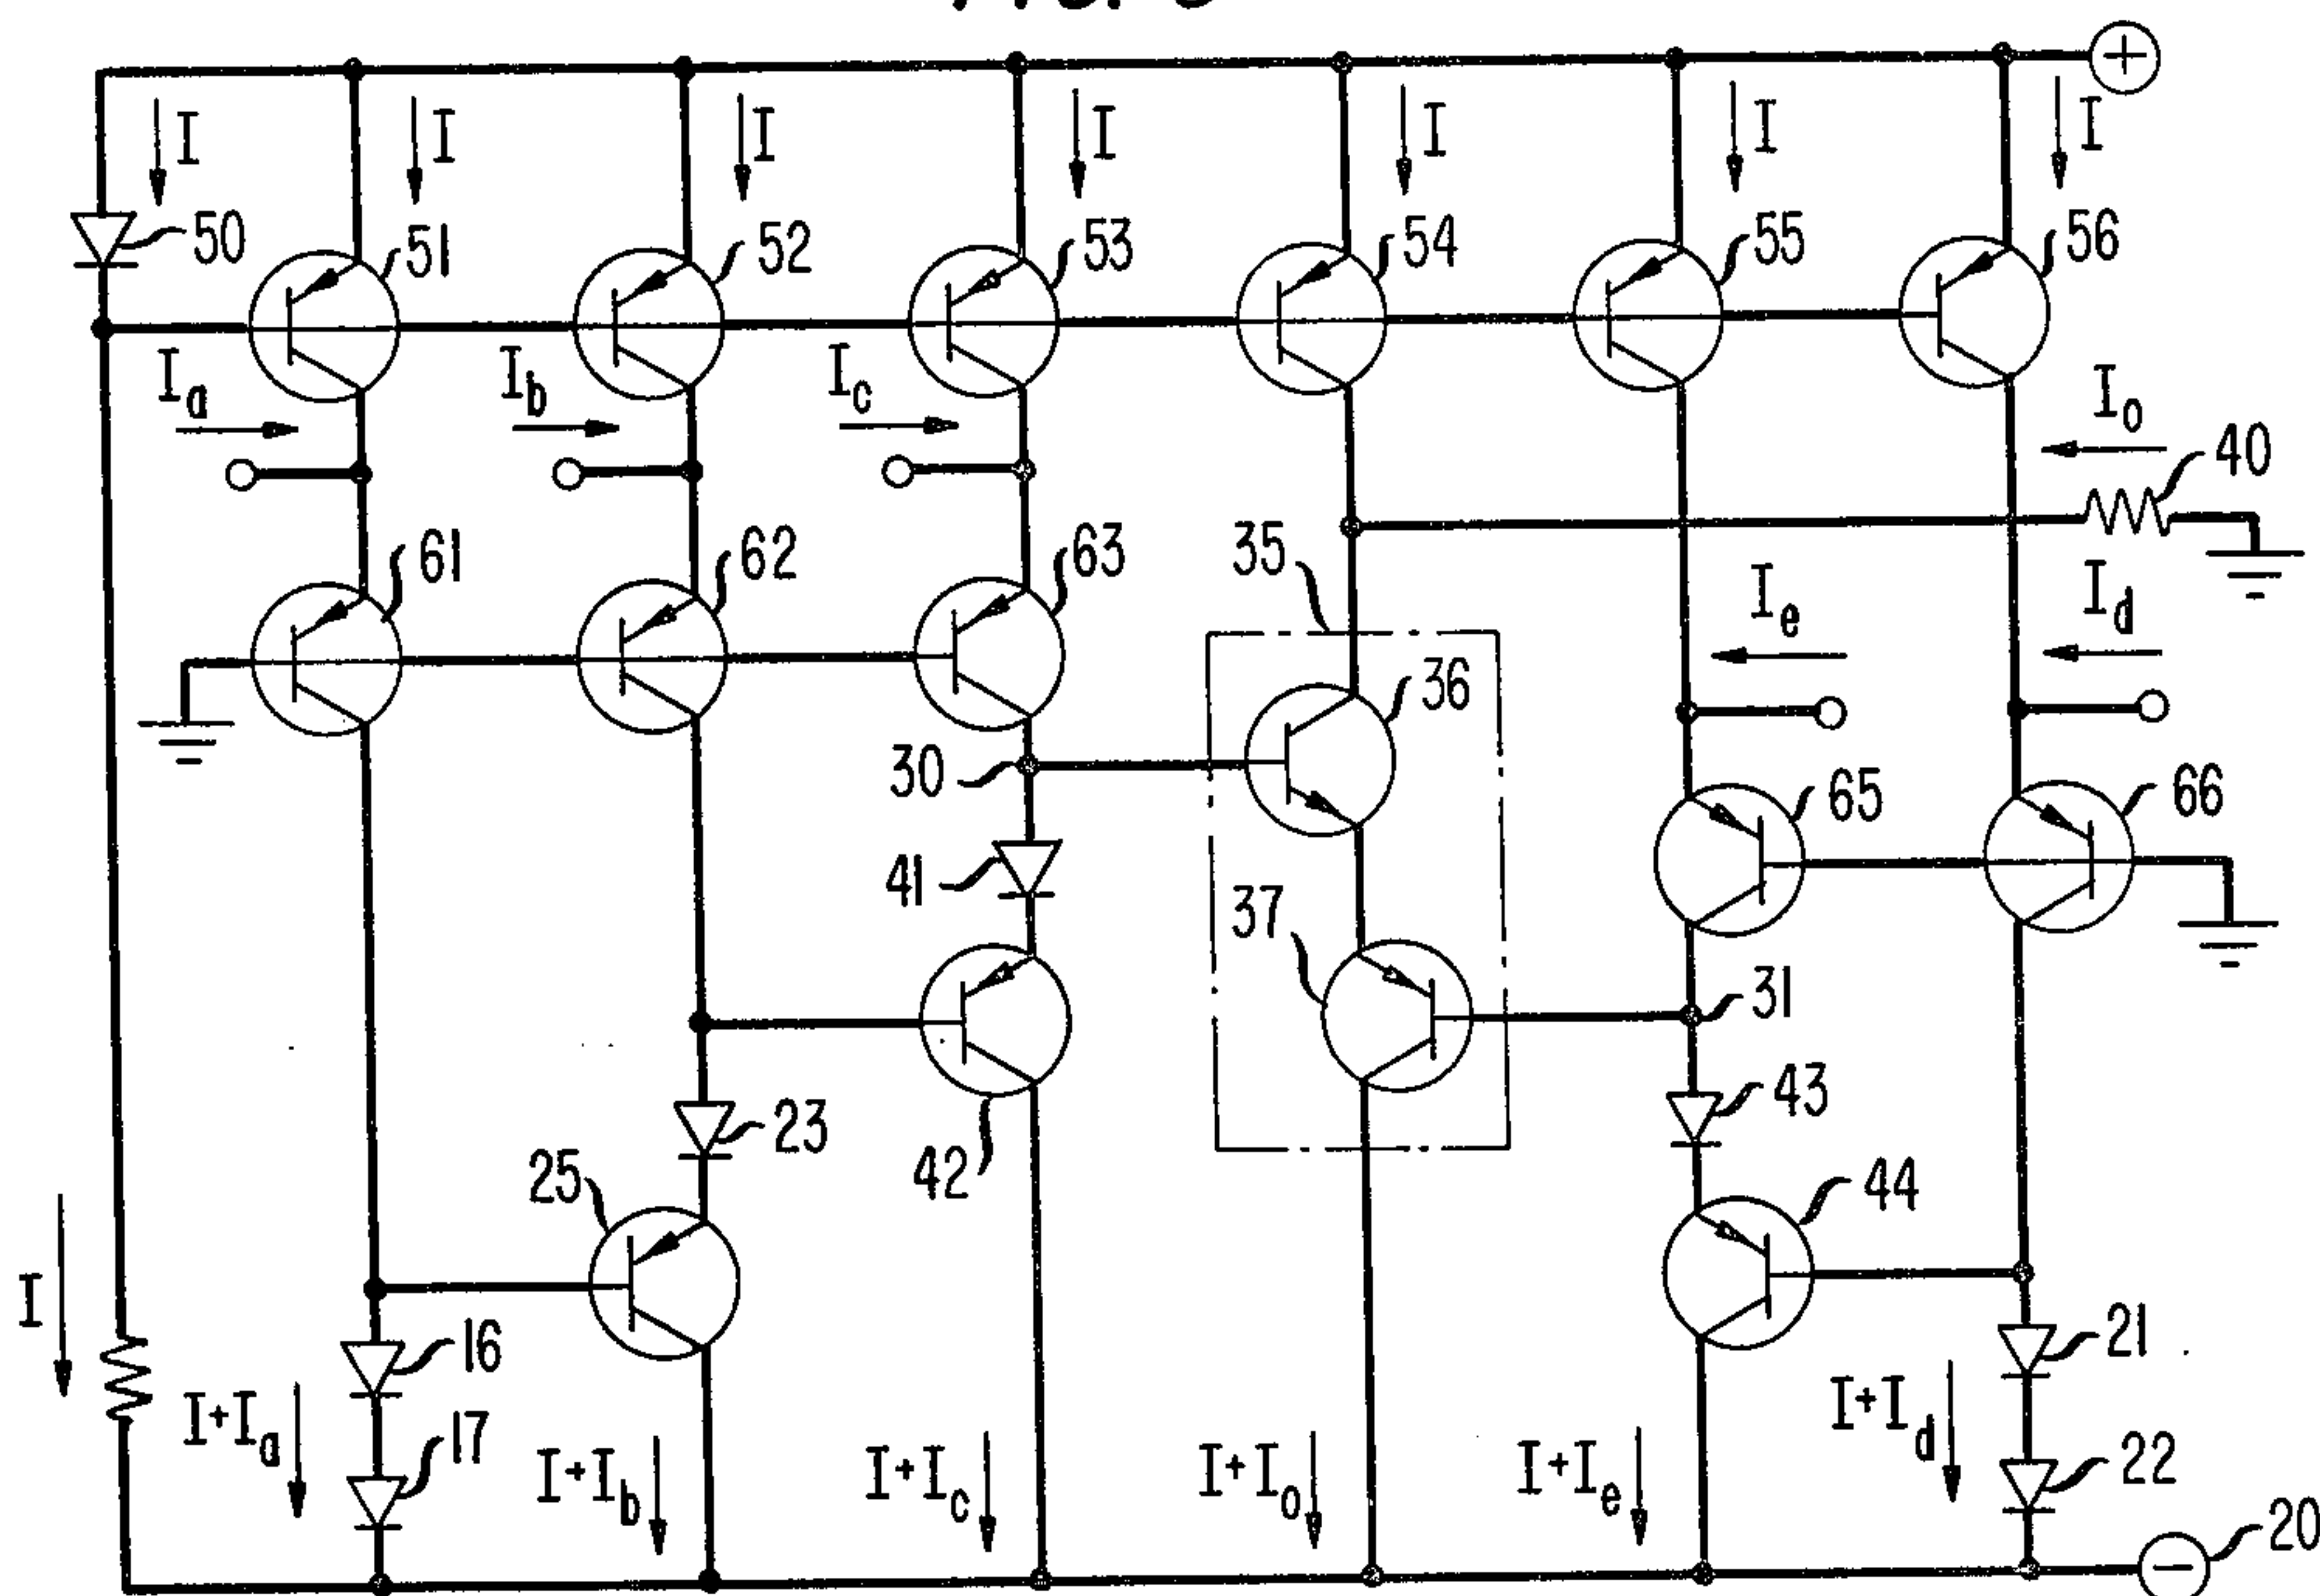 +
I I I I I I I
50 51 52 53 54 55 56
Ia Ib Ic Io
40
61 62 63 35 Ie Id
36
30 65 66
41 37 31
23 43
25 42 44
16 21
I I+Ia 17 I+Ib I+Ic I+Io I+Ie I+Id 22
20
−